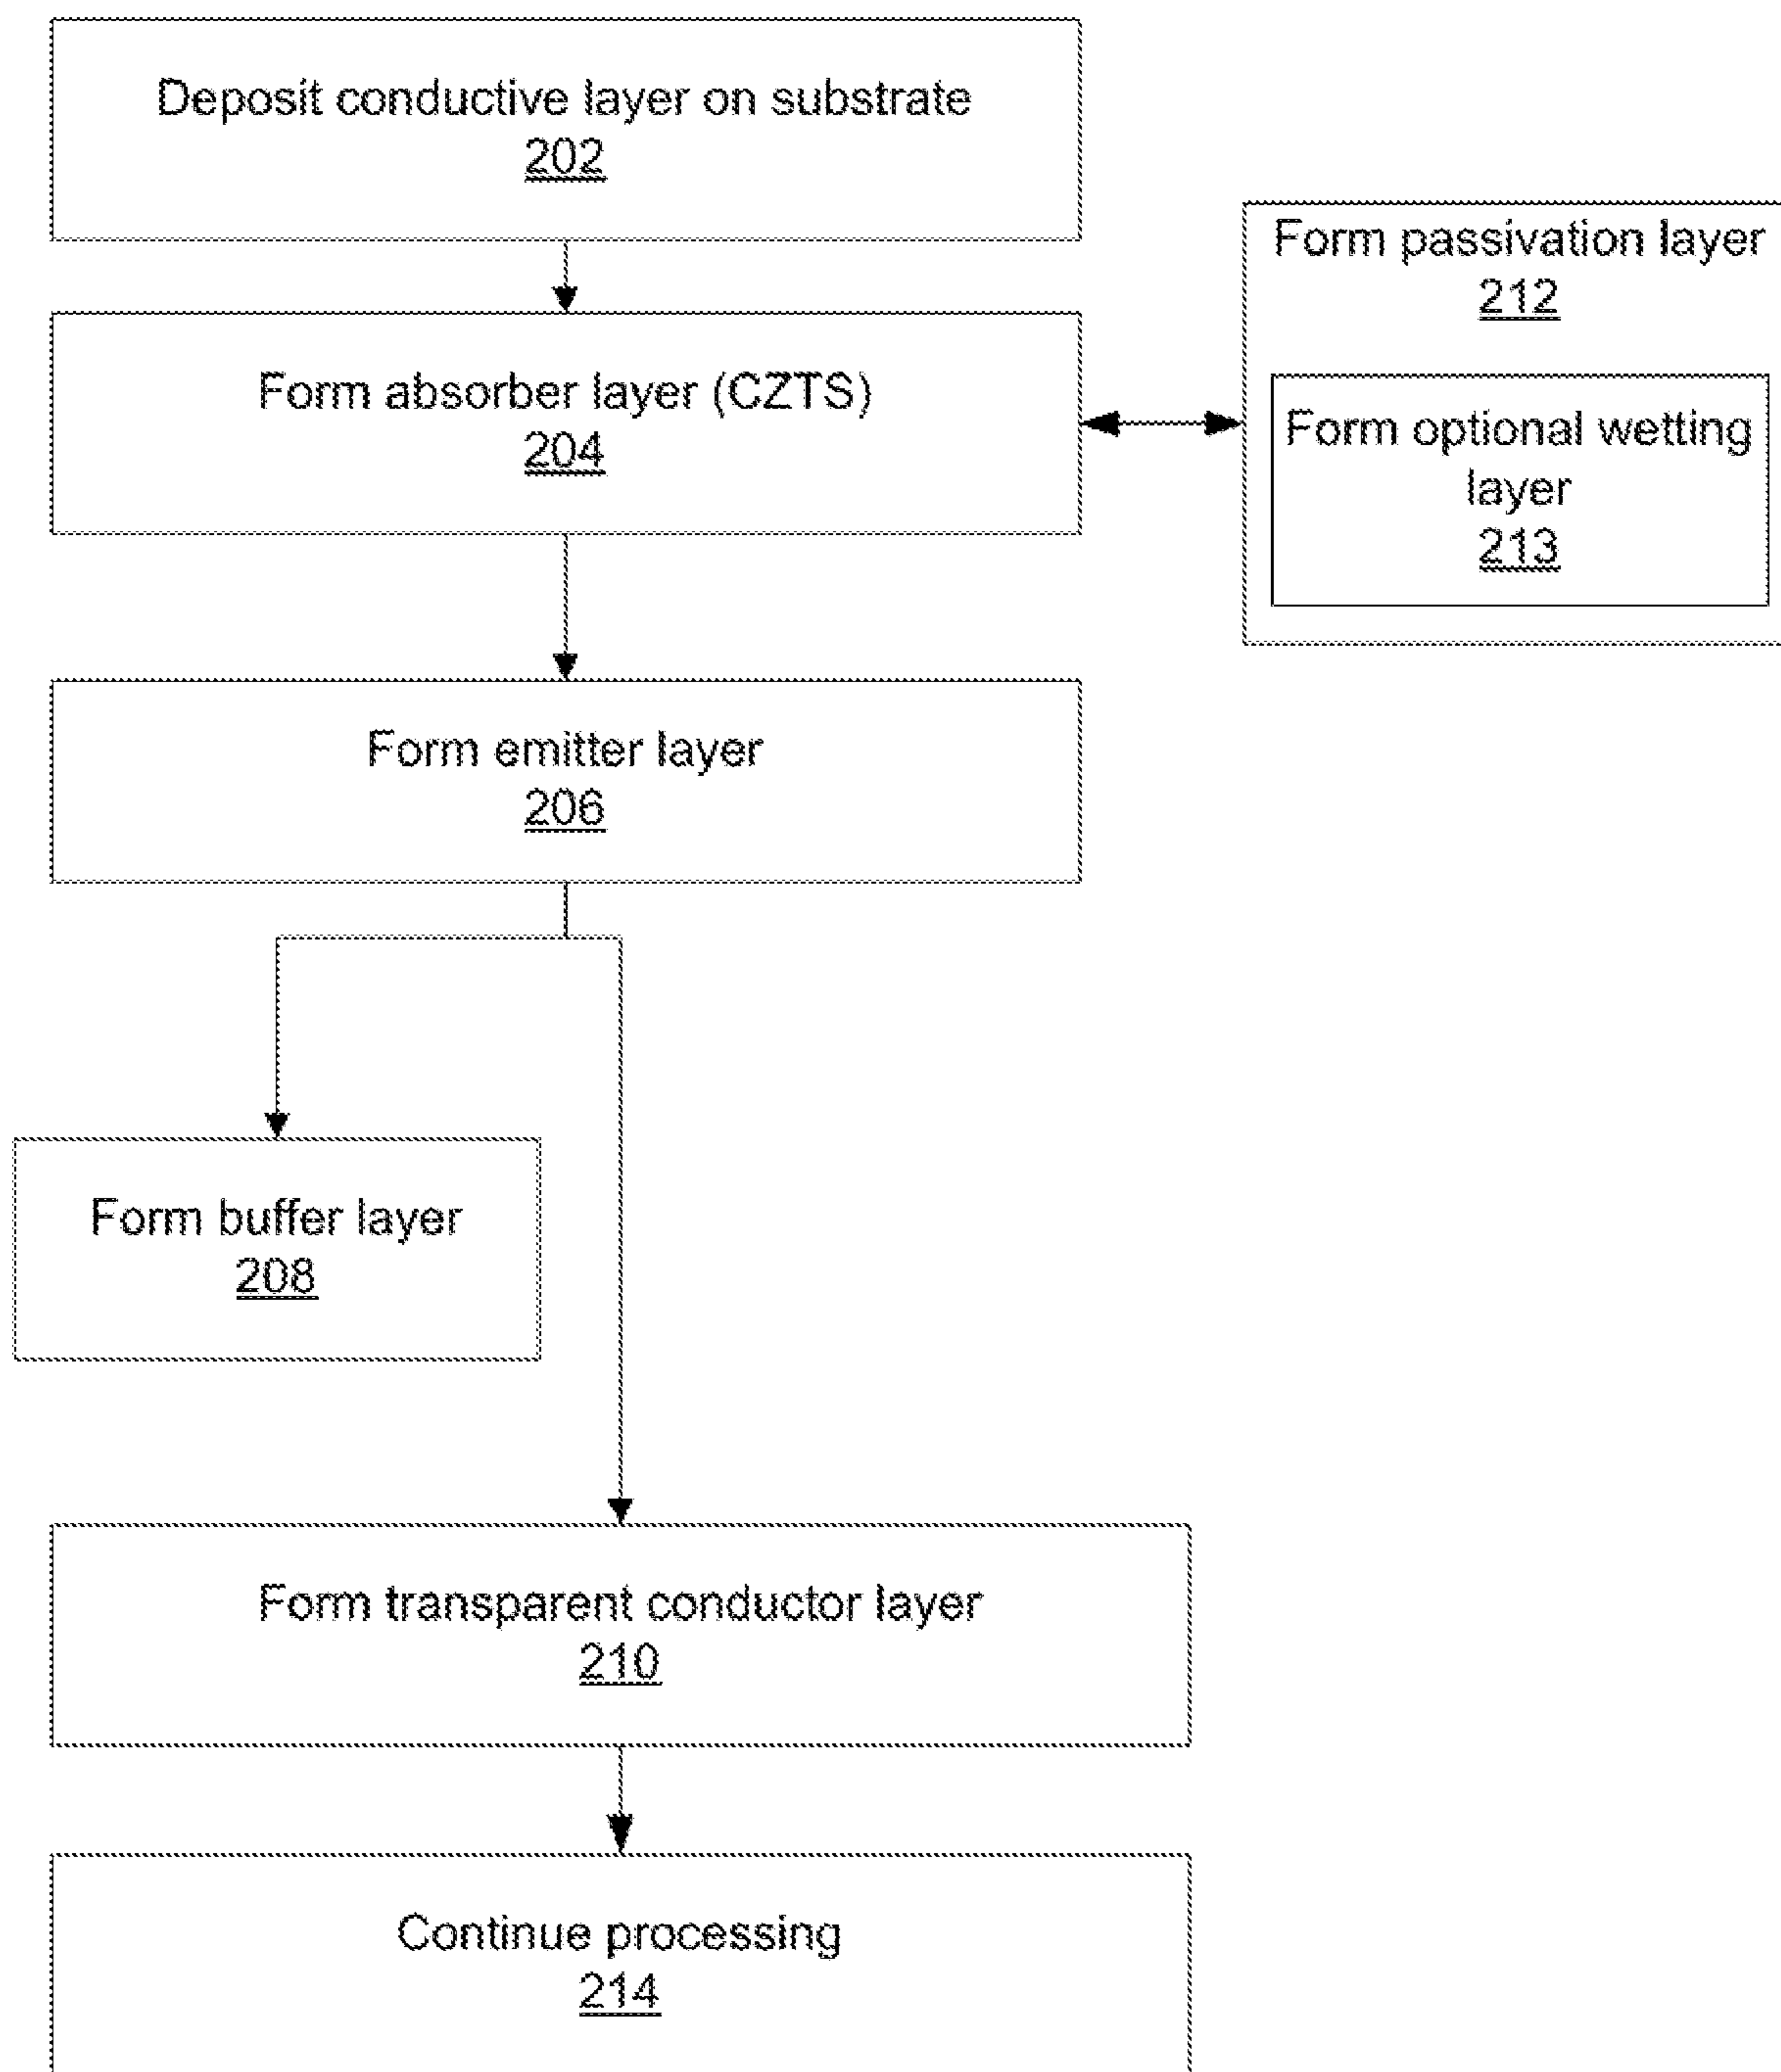 Deposit conductive layer on substrate
202
Form absorber layer (CZTS)
204
Form passivation layer
212
Form optional wetting
layer
213
Form emitter layer
206
Form buffer layer
208
Form transparent conductor layer
210
Continue processing
214